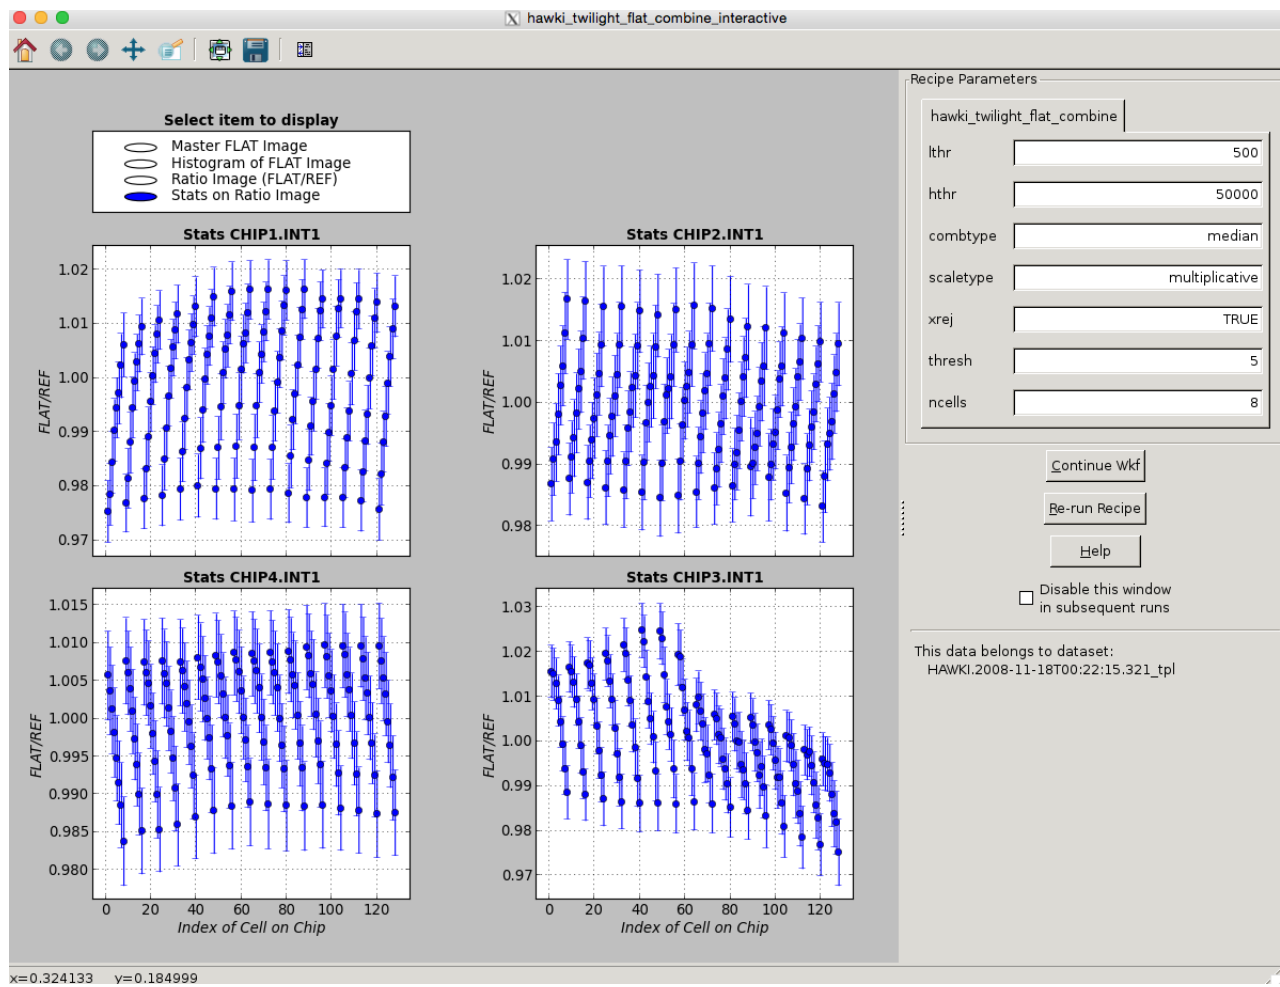 hawki_twilight_flat_combine_interactive
Select item to display
Master FLAT Image
Histogram of FLAT Image
Ratio Image (FLAT/REF)
Stats on Ratio Image
Stats CHIP1.INT1
1.02
1.01
1.00
0.99
0.98
0.97
FLAT/REF
Stats CHIP2.INT1
1.02
1.01
1.00
0.99
0.98
FLAT/REF
Stats CHIP4.INT1
1.015
1.010
1.005
1.000
0.995
0.990
0.985
0.980
FLAT/REF
0 20 40 60 80 100 120
Index of Cell on Chip
Stats CHIP3.INT1
1.03
1.02
1.01
1.00
0.99
0.98
0.97
FLAT/REF
0 20 40 60 80 100 120
Index of Cell on Chip
Recipe Parameters
hawki_twilight_flat_combine
lthr 500
hthr 50000
combtype median
scaletype multiplicative
xrej TRUE
thresh 5
ncells 8
Continue Wkf
Re-run Recipe
Help
Disable this window
in subsequent runs
This data belongs to dataset:
HAWKI.2008-11-18T00:22:15.321_tpl
x=0.324133 y=0.184999